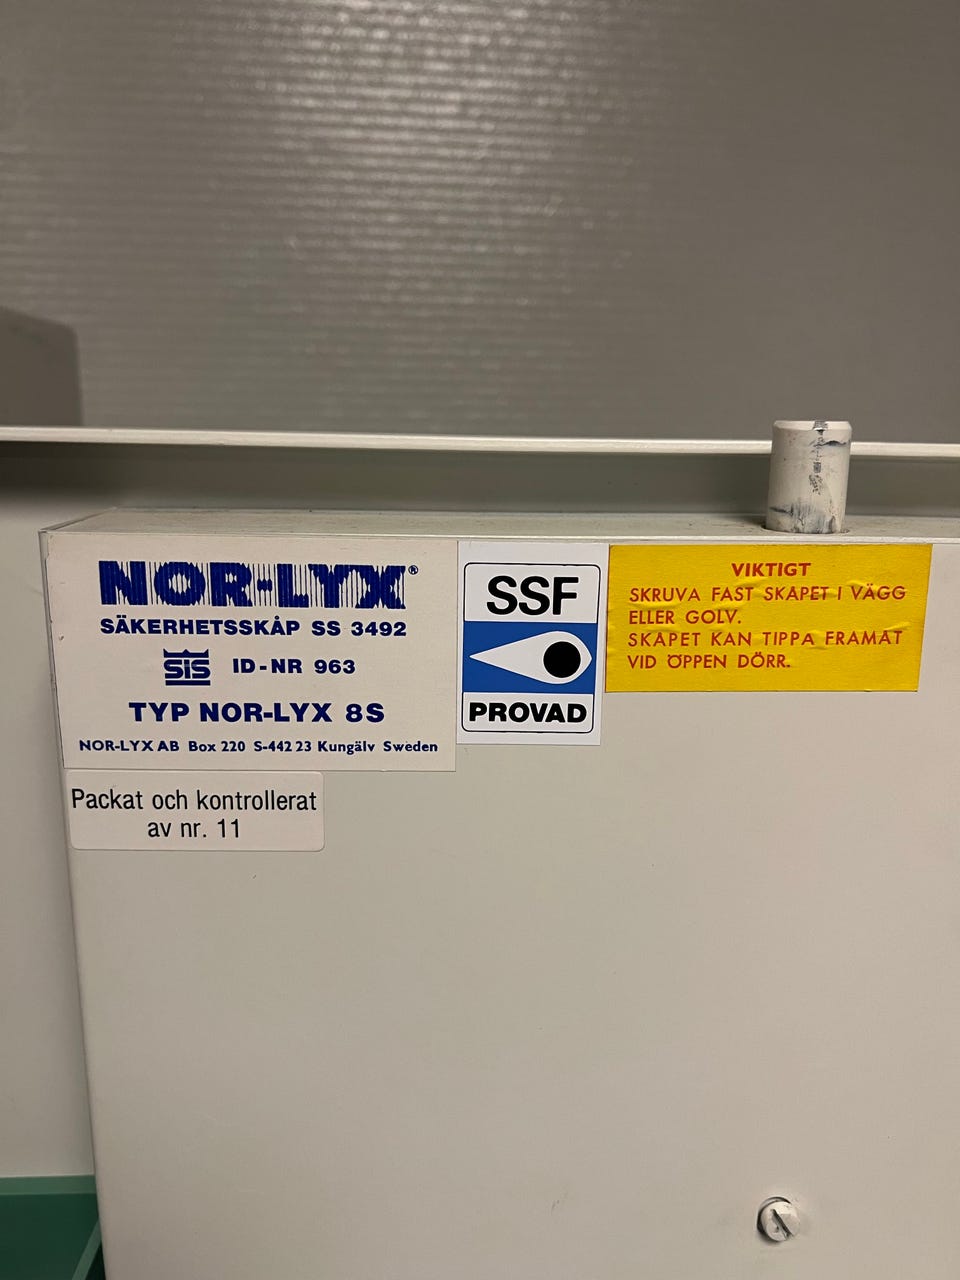 NOR-LYX®
SÄKERHETSSKÅP SS 3492
SIS ID-NR 963
TYP NOR-LYX 8S
NOR-LYX AB Box 220 S-442 23 Kungälv Sweden
Packat och kontrollerat
av nr. 11
SSF
PROVAD
VIKTIGT
SKRUVA FAST SKÅPET I VÄGG
ELLER GOLV.
SKÅPET KAN TIPPA FRAMÅT
VID ÖPPEN DÖRR.